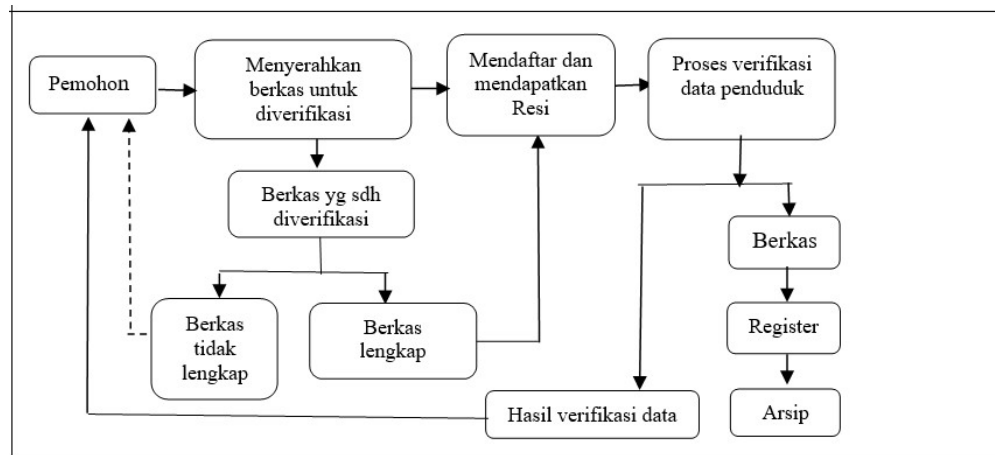 Pemohon
Menyerahkan
berkas untuk
diverifikasi
Mendaftar dan
mendapatkan
Resi
Proses verifikasi
data penduduk
Berkas yg sdh
diverifikasi
Berkas
tidak
lengkap
Berkas
lengkap
Berkas
Register
Arsip
Hasil verifikasi data